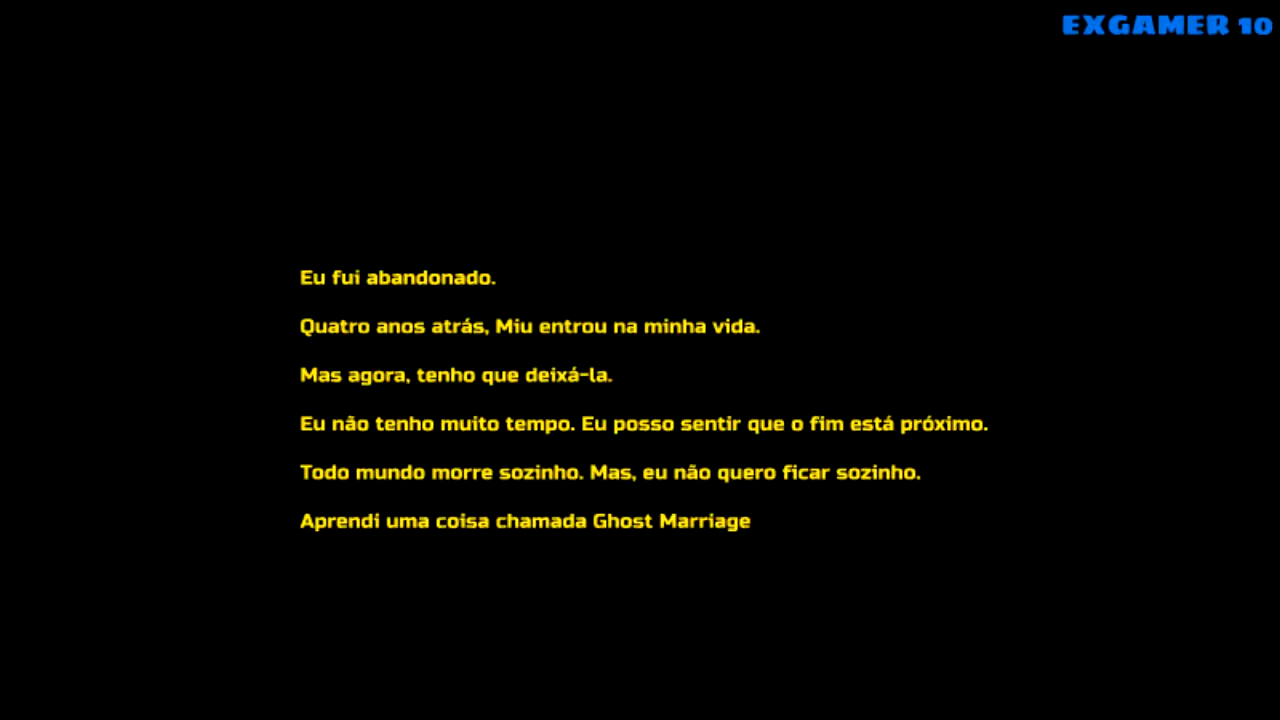 EXGAMER 10
Eu fui abandonado.
Quatro anos atrás, Miu entrou na minha vida.
Mas agora, tenho que deixá-la.
Eu não tenho muito tempo. Eu posso sentir que o fim está próximo.
Todo mundo morre sozinho. Mas, eu não quero ficar sozinho.
Aprendi uma coisa chamada Ghost Marriage